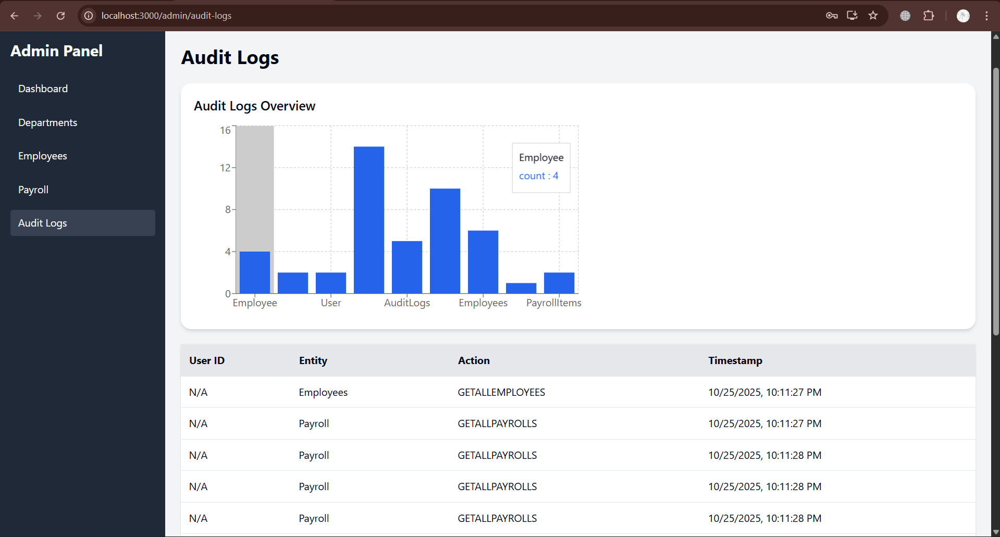 localhost:3000/admin/audit-logs
Admin Panel
Dashboard
Departments
Employees
Payroll
Audit Logs
Audit Logs
Audit Logs Overview
16
12
8
4
0
Employee
count : 4
Employee User AuditLogs Employees PayrollItems
User ID Entity Action Timestamp
N/A Employees GETALLEMPLOYEES 10/25/2025, 10:11:27 PM
N/A Payroll GETALLPAYROLLS 10/25/2025, 10:11:27 PM
N/A Payroll GETALLPAYROLLS 10/25/2025, 10:11:28 PM
N/A Payroll GETALLPAYROLLS 10/25/2025, 10:11:28 PM
N/A Payroll GETALLPAYROLLS 10/25/2025, 10:11:28 PM